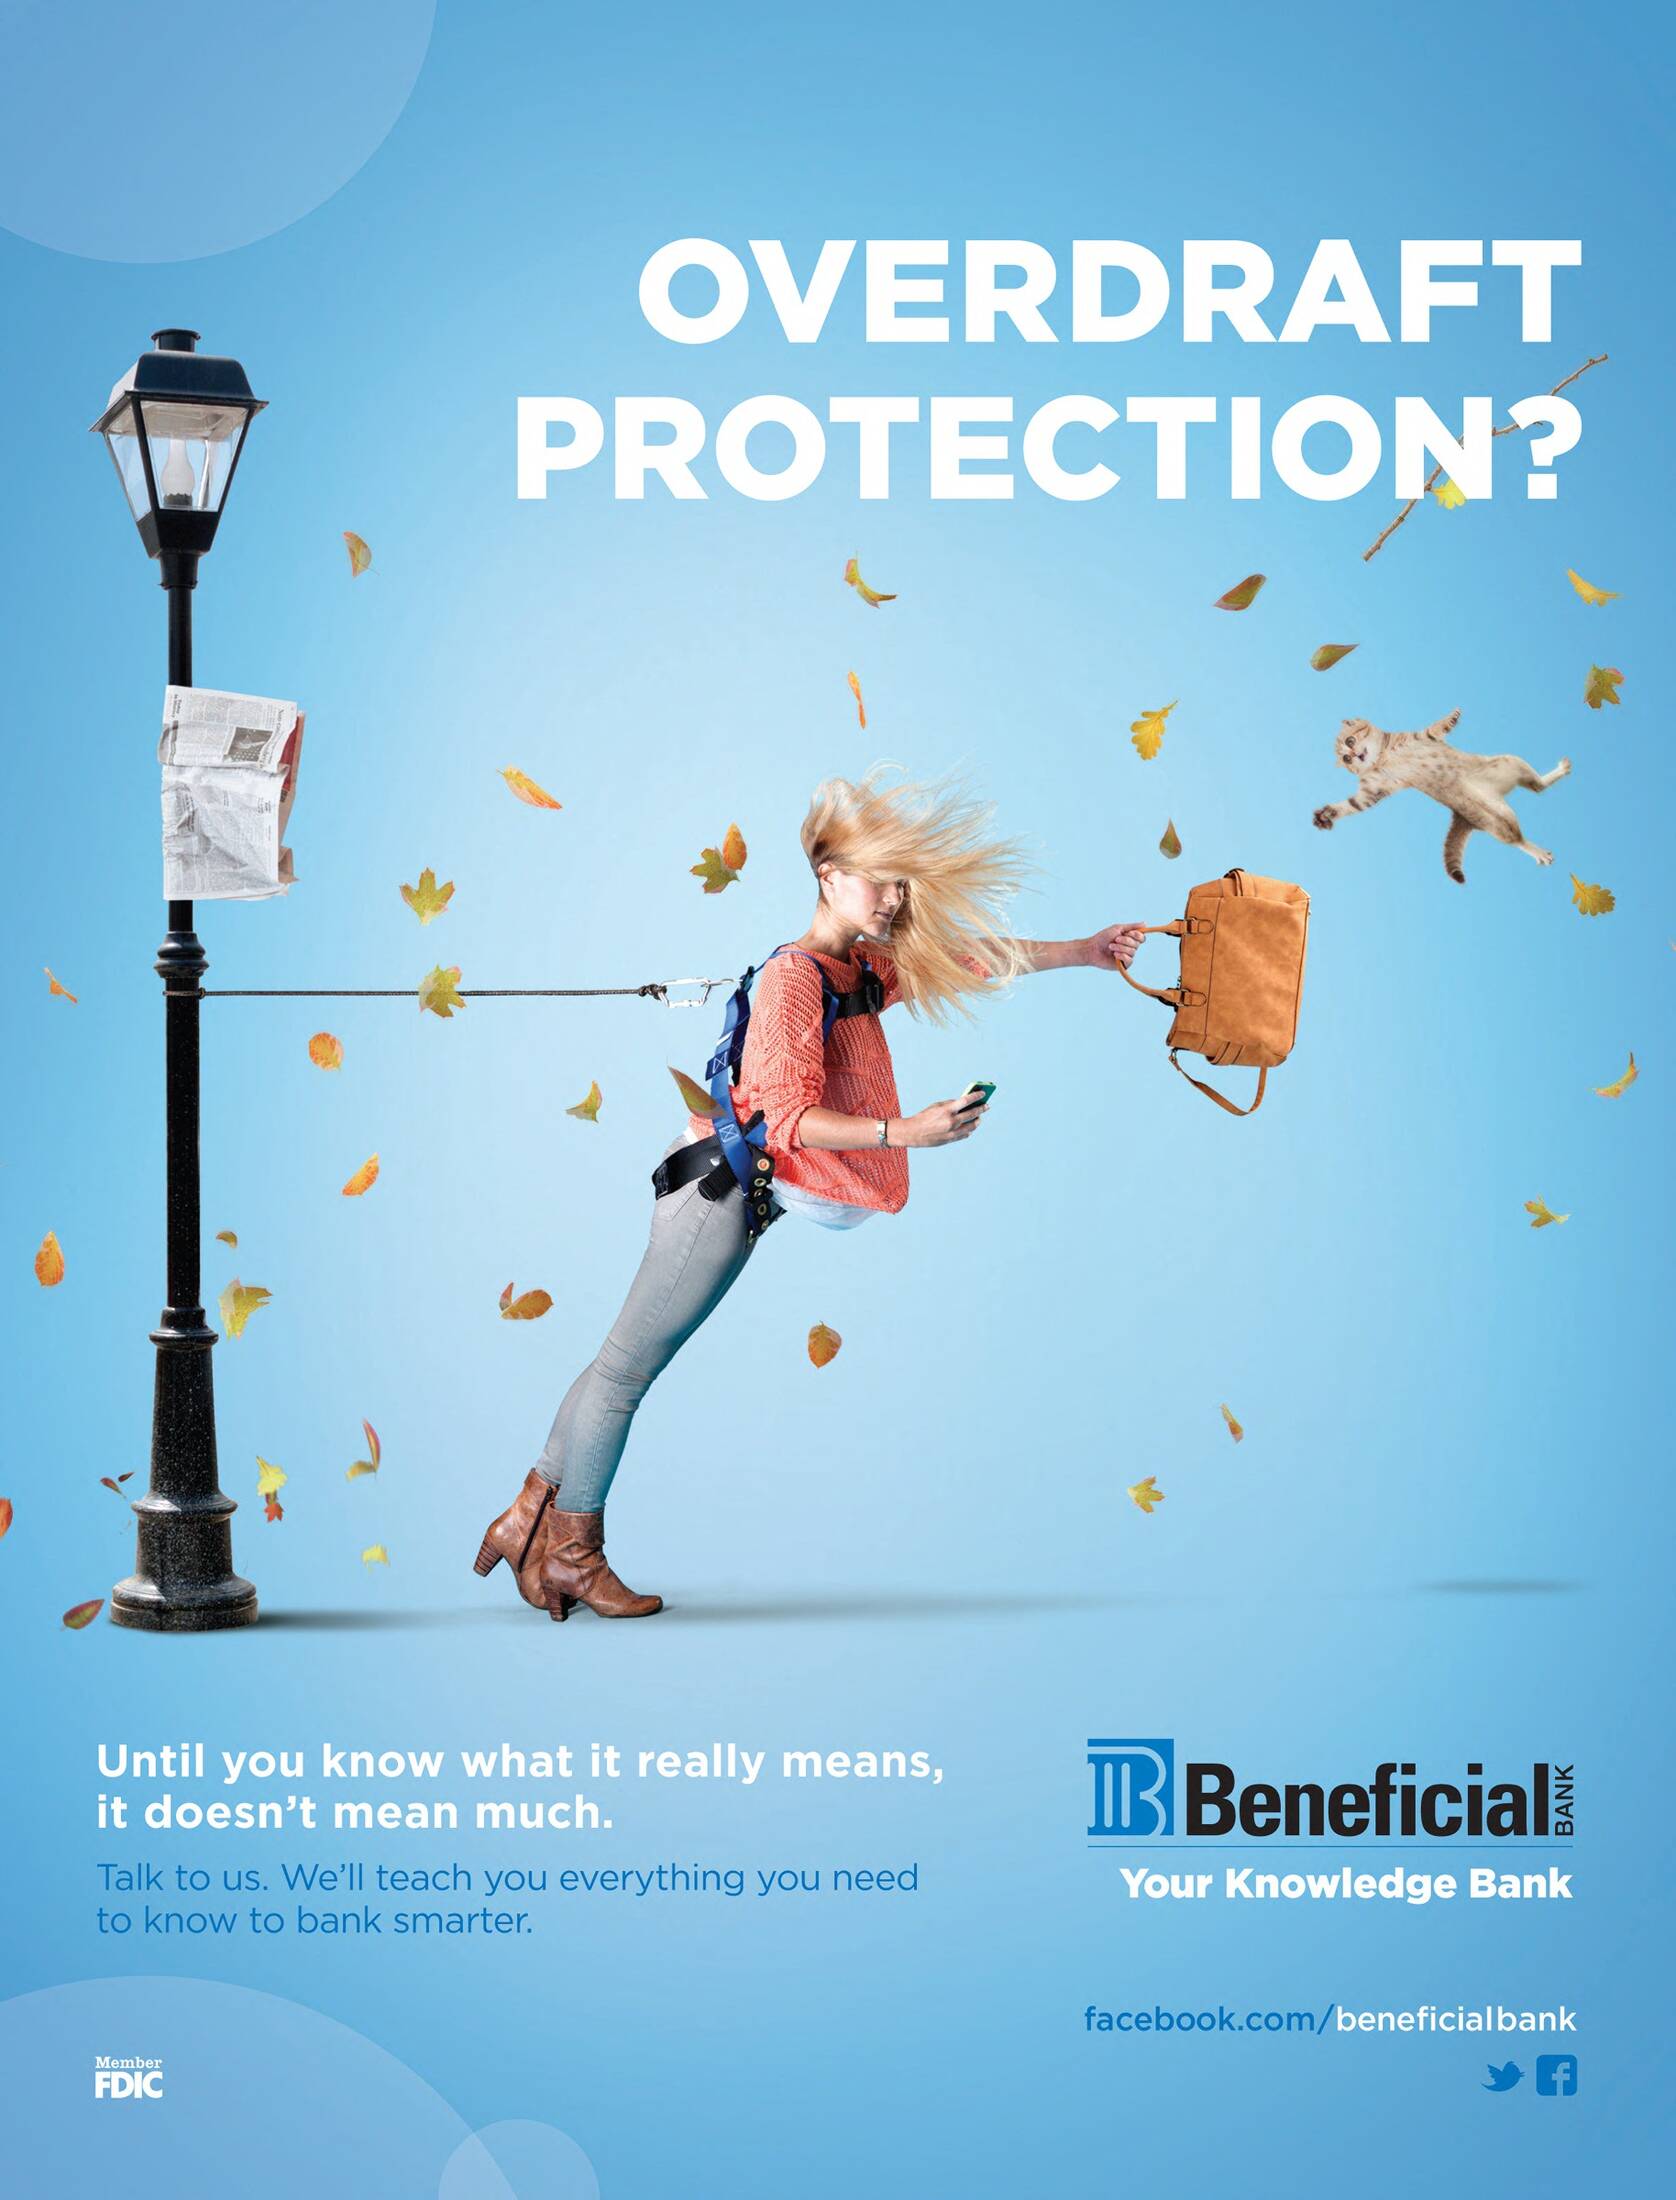 OVERDRAFT
PROTECTION?
Until you know what it really means,
it doesn't mean much.
Talk to us. We'll teach you everything you need
to know to bank smarter.
Beneficial BANK
Your Knowledge Bank
facebook.com/beneficialbank
Member
FDIC